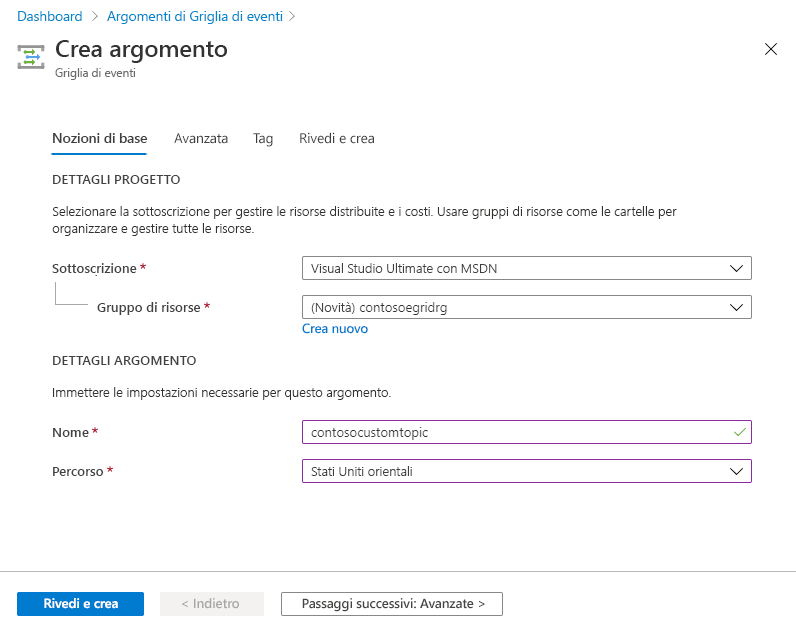 Dashboard > Argomenti di Griglia di eventi >
Crea argomento
Griglia di eventi
Nozioni di base Avanzata Tag Rivedi e crea
DETTAGLI PROGETTO
Selezionare la sottoscrizione per gestire le risorse distribuite e i costi. Usare gruppi di risorse come le cartelle per
organizzare e gestire tutte le risorse.
Sottoscrizione * Visual Studio Ultimate con MSDN
Gruppo di risorse * (Novità) contosoegridrg
Crea nuovo
DETTAGLI ARGOMENTO
Immettere le impostazioni necessarie per questo argomento.
Nome * contosocustomtopic
Percorso * Stati Uniti orientali
Rivedi e crea < Indietro Passaggi successivi: Avanzate >